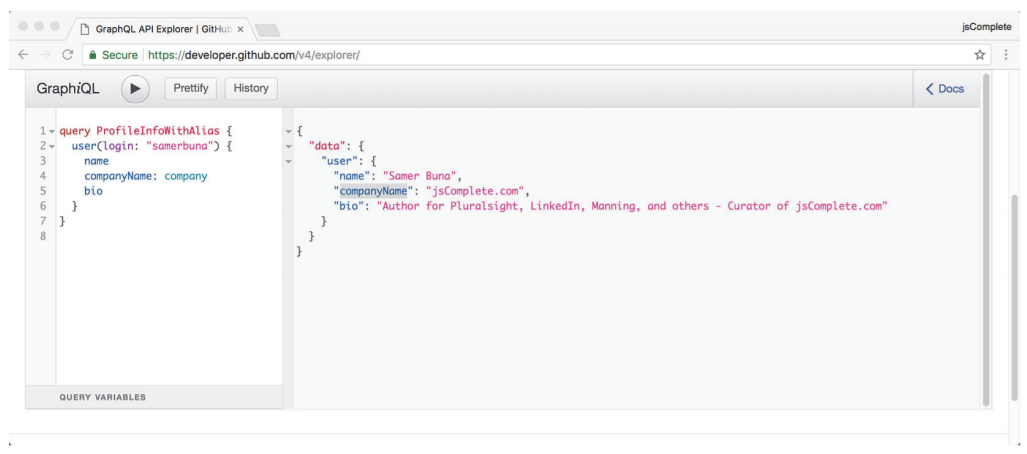 GraphQL API Explorer | GitHub ×
jsComplete
Secure | https://developer.github.com/v4/explorer/
GraphiQL
Prettify
History
Docs
1 query ProfileInfoWithAlias {
2 user(login: "samerbuna") {
3 name
4 companyName: company
5 bio
6 }
7 }
8
{
"data": {
"user": {
"name": "Samer Buna",
"companyName": "jsComplete.com",
"bio": "Author for Pluralsight, LinkedIn, Manning, and others - Curator of jsComplete.com"
}
}
}
QUERY VARIABLES